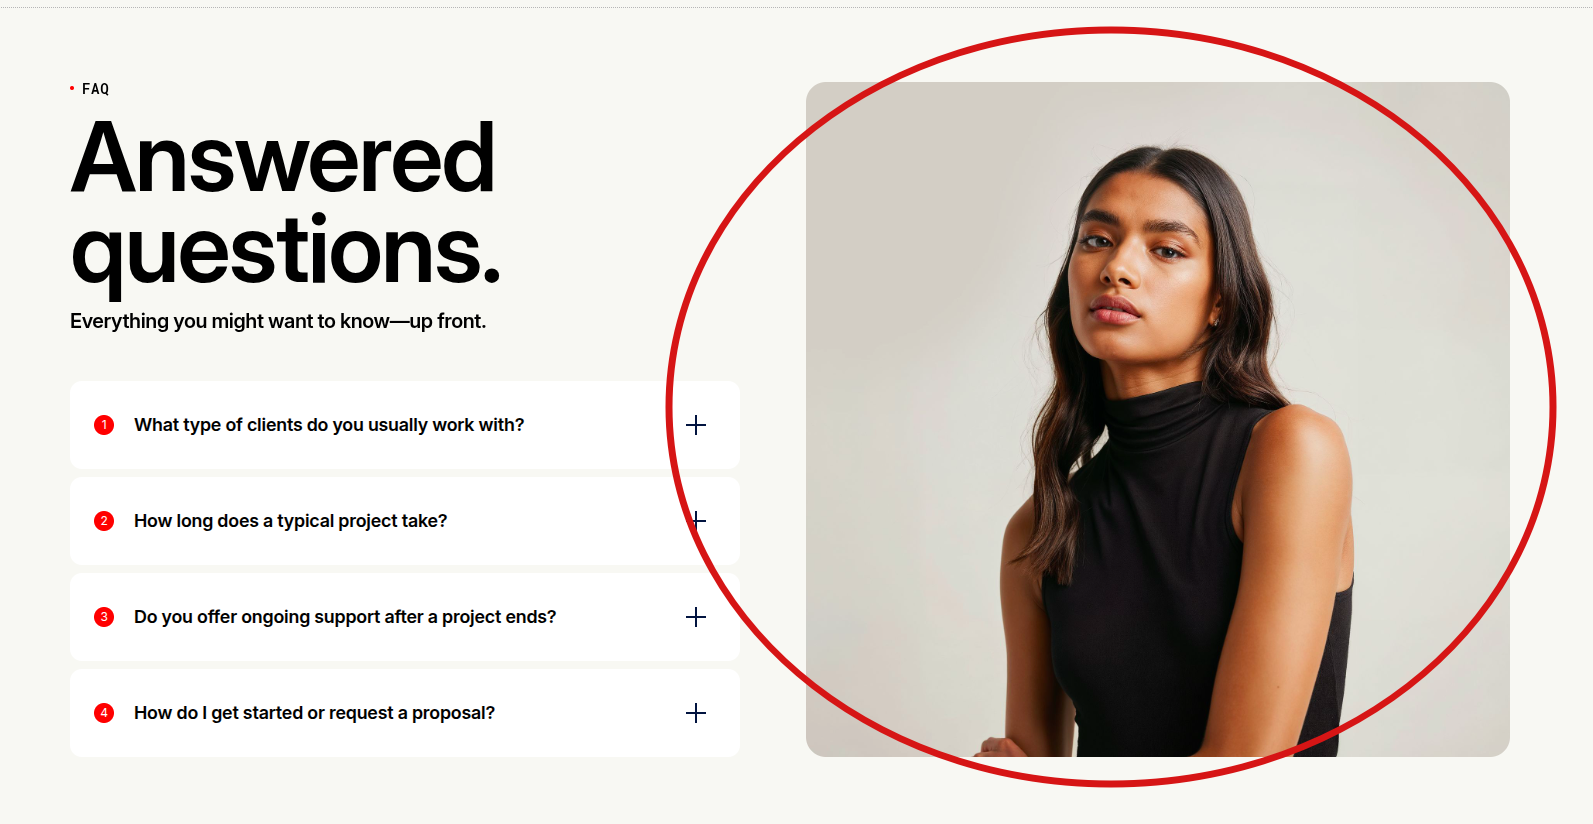 FAQ
Answered
questions.
Everything you might want to know—up front.
1 What type of clients do you usually work with?
2 How long does a typical project take?
3 Do you offer ongoing support after a project ends?
4 How do I get started or request a proposal?